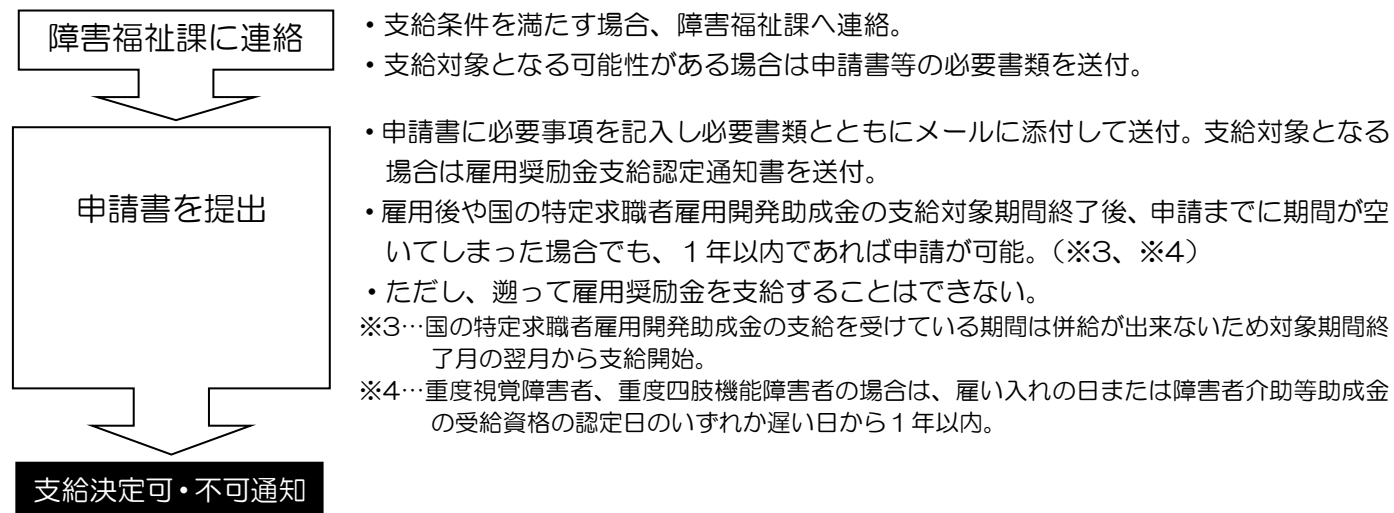 障害福祉課に連絡
・支給条件を満たす場合、障害福祉課へ連絡。
・支給対象となる可能性がある場合は申請書等の必要書類を送付。
申請書を提出
・申請書に必要事項を記入し必要書類とともにメールに添付して送付。支給対象となる
場合は雇用奨励金支給認定通知書を送付。
・雇用後や国の特定求職者雇用開発助成金の支給対象期間終了後、申請までに期間が空
いてしまった場合でも、1年以内であれば申請が可能。（※3、※4）
・ただし、遡って雇用奨励金を支給することはできない。
※3…国の特定求職者雇用開発助成金の支給を受けている期間は併給が出来ないため対象期間終
了月の翌月から支給開始。
※4…重度視覚障害者、重度四肢機能障害者の場合は、雇い入れの日または障害者介助等助成金
の受給資格の認定日のいずれか遅い日から1年以内。
支給決定可・不可通知